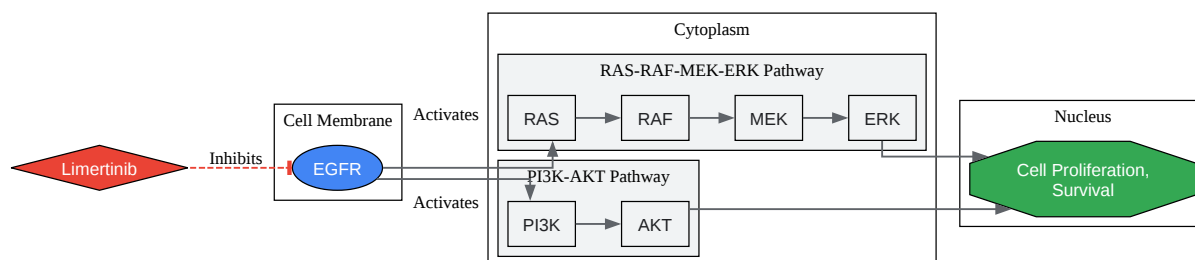 Cytoplasm
RAS-RAF-MEK-ERK Pathway
Activates
RAS
RAF
MEK
ERK
Cell Membrane
Nucleus
Limertinib
Inhibits
EGFR
PI3K-AKT Pathway
Activates
PI3K
AKT
Cell Proliferation,
Survival